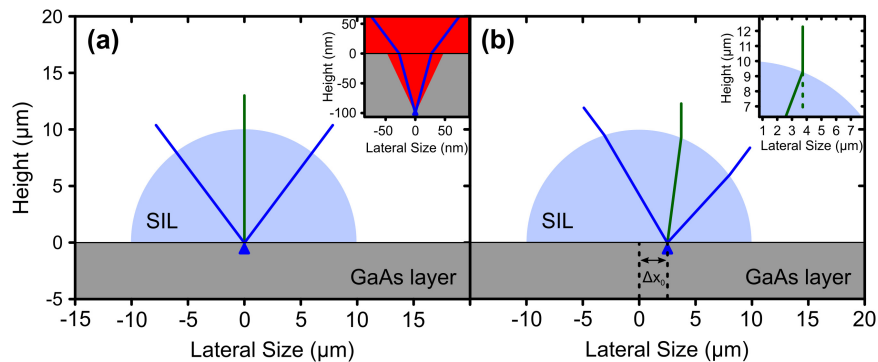 (a)
(b)
Height (µm)
20
15
10
5
0
-5
-15
-10
-5
0
5
10
15
Lateral Size (µm)
SIL
GaAs layer
Height (nm)
50
0
-50
-100
-50
0
50
Lateral Size (nm)
SIL
GaAs layer
Δx₀
-10
-5
0
5
10
15
20
Lateral Size (µm)
Height (µm)
12
11
10
9
8
7
1 2 3 4 5 6 7
Lateral Size (µm)